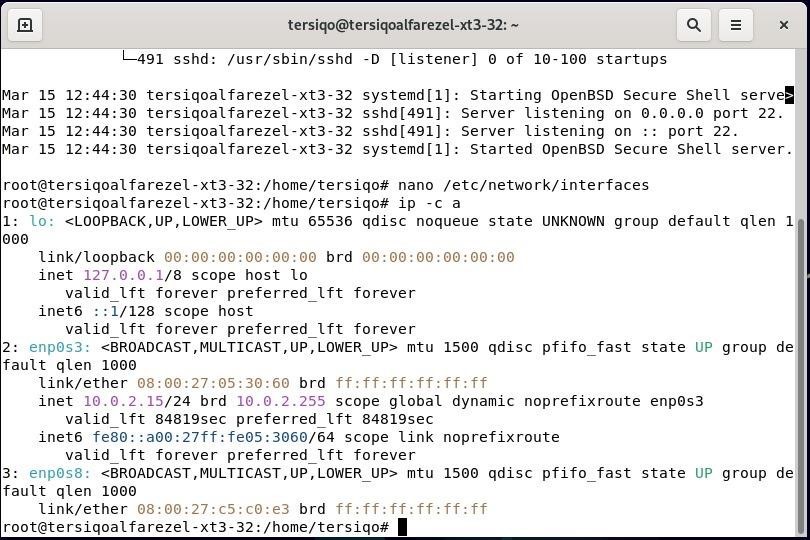 tersiqo@tersiqoalfarezel-xt3-32: ~
└─491 sshd: /usr/sbin/sshd -D [listener] 0 of 10-100 startups
Mar 15 12:44:30 tersiqoalfarezel-xt3-32 systemd[1]: Starting OpenBSD Secure Shell serve>
Mar 15 12:44:30 tersiqoalfarezel-xt3-32 sshd[491]: Server listening on 0.0.0.0 port 22.
Mar 15 12:44:30 tersiqoalfarezel-xt3-32 sshd[491]: Server listening on :: port 22.
Mar 15 12:44:30 tersiqoalfarezel-xt3-32 systemd[1]: Started OpenBSD Secure Shell server.
root@tersiqoalfarezel-xt3-32:/home/tersiqo# nano /etc/network/interfaces
root@tersiqoalfarezel-xt3-32:/home/tersiqo# ip -c a
1: lo: <LOOPBACK,UP,LOWER_UP> mtu 65536 qdisc noqueue state UNKNOWN group default qlen 1
000
link/loopback 00:00:00:00:00:00 brd 00:00:00:00:00:00
inet 127.0.0.1/8 scope host lo
valid_lft forever preferred_lft forever
inet6 ::1/128 scope host
valid_lft forever preferred_lft forever
2: enp0s3: <BROADCAST,MULTICAST,UP,LOWER_UP> mtu 1500 qdisc pfifo_fast state UP group de
fault qlen 1000
link/ether 08:00:27:05:30:60 brd ff:ff:ff:ff:ff:ff
inet 10.0.2.15/24 brd 10.0.2.255 scope global dynamic noprefixroute enp0s3
valid_lft 84819sec preferred_lft 84819sec
inet6 fe80::a00:27ff:fe05:3060/64 scope link noprefixroute
valid_lft forever preferred_lft forever
3: enp0s8: <BROADCAST,MULTICAST,UP,LOWER_UP> mtu 1500 qdisc pfifo_fast state UP group de
fault qlen 1000
link/ether 08:00:27:c5:c0:e3 brd ff:ff:ff:ff:ff:ff
root@tersiqoalfarezel-xt3-32:/home/tersiqo#